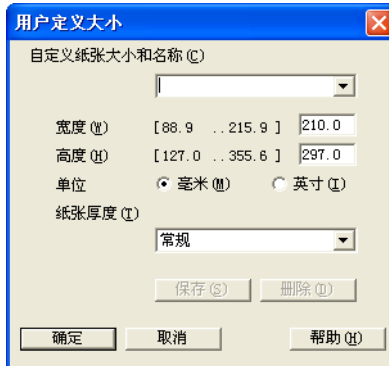 用户定义大小
自定义纸张大小和名称(C)
宽度(W) [88.9 ..215.9 ] 210.0
高度(H) [127.0 ..355.6 ] 297.0
单位 毫米(M) 英寸(I)
纸张厚度(T)
常规
保存(S) 删除(D)
确定 取消 帮助(H)